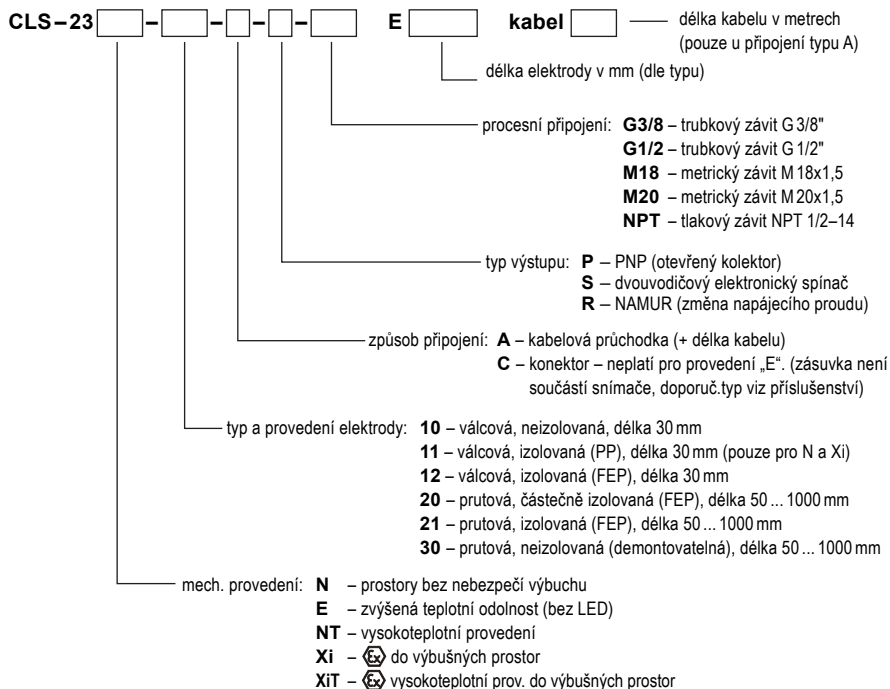 CLS–23 – – – – E kabel délka kabelu v metrech
(pouze u připojení typu A)
délka elektrody v mm (dle typu)
procesní připojení: G3/8 – trubkový závit G 3/8"
G1/2 – trubkový závit G 1/2"
M18 – metrický závit M 18x1,5
M20 – metrický závit M 20x1,5
NPT – tlakový závit NPT 1/2–14
typ výstupu: P – PNP (otevřený kolektor)
S – dvouvodičový elektronický spínač
R – NAMUR (změna napájecího proudu)
způsob připojení: A – kabelová průchodka (+ délka kabelu)
C – konektor – neplatí pro provedení „E“. (zásuvka není
součástí snímače, doporuč.typ viz příslušenství)
typ a provedení elektrody: 10 – válcová, neizolovaná, délka 30 mm
11 – válcová, izolovaná (PP), délka 30 mm (pouze pro N a Xi)
12 – válcová, izolovaná (FEP), délka 30 mm
20 – prutová, částečně izolovaná (FEP), délka 50 ... 1000 mm
21 – prutová, izolovaná (FEP), délka 50 ... 1000 mm
30 – prutová, neizolovaná (demontovatelná), délka 50 ... 1000 mm
mech. provedení: N – prostory bez nebezpečí výbuchu
E – zvýšená teplotní odolnost (bez LED)
NT – vysokoteplotní provedení
Xi – Ex do výbušných prostor
XiT – Ex vysokoteplotní prov. do výbušných prostor